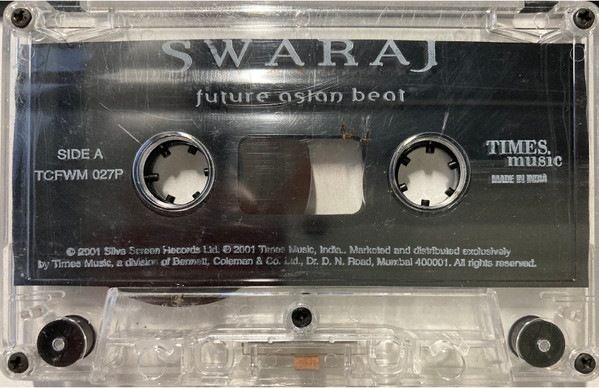 SWARAJ
future asian beat
SIDE A
TCFWM 027P
TIMES.
music
MADE IN INDIA
© 2001 Silva Screen Records Ltd. ℗ 2001 Times Music, India.. Marketed and distributed exclusively
by Times Music, a division of Bennett, Coleman & Co. Ltd., Dr. D. N. Road, Mumbai 400001. All rights reserved.